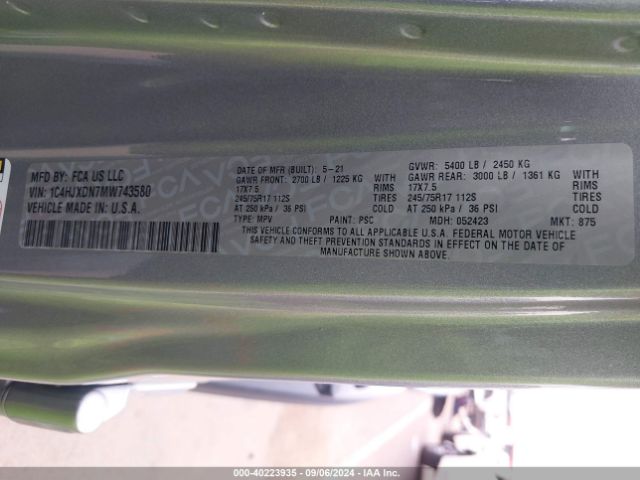 MFD BY: FCA US LLC
VIN: 1C4HJXDN7MW743580
VEHICLE MADE IN: U.S.A.
DATE OF MFR (BUILT): 5-21
GVWR: 5400 LB / 2450 KG
GAWR FRONT: 2700 LB / 1225 KG WITH
GAWR REAR: 3000 LB / 1361 KG WITH
17X7.5 RIMS 17X7.5 RIMS
245/75R17 112S TIRES 245/75R17 112S TIRES
AT 250 kPa / 36 PSI COLD AT 250 kPa / 36 PSI COLD
TYPE: MPV PAINT: PSC MDH: 052423 MKT: 875
THIS VEHICLE CONFORMS TO ALL APPLICABLE U.S.A. FEDERAL MOTOR VEHICLE
SAFETY AND THEFT PREVENTION STANDARDS IN EFFECT ON THE DATE OF
MANUFACTURE SHOWN ABOVE.
000-40223935 - 09/06/2024 - IAA Inc.